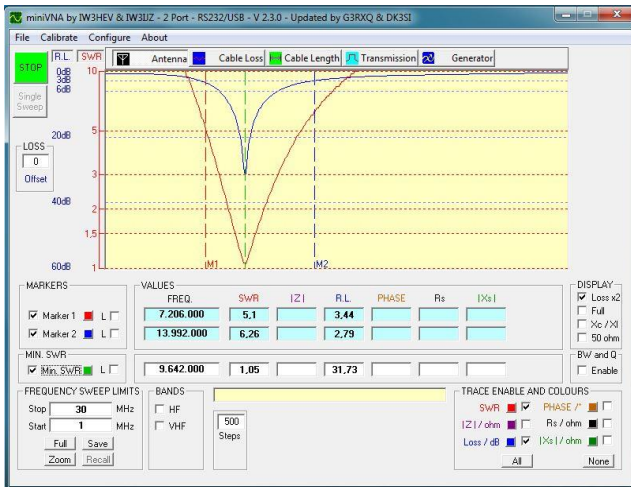 miniVNA by IW3HEV & IW3IJZ - 2 Port - RS232/USB - V 2.3.0 - Updated by G3RXQ & DK3SI
File Calibrate Configure About
STOP R.L. SWR Antenna Cable Loss Cable Length Transmission Generator
0dB 10
3dB
6dB
Single
Sweep
20dB 5
LOSS
0
Offset
3
40dB 2
1,5
60dB 1 M1 M2
MARKERS VALUES DISPLAY
FREQ. SWR |Z| R.L. PHASE Rs |Xs| Loss x2
Marker 1 L 7.206.000 5,1 3,44 Full
Marker 2 L 13.992.000 6,26 2,79 Xc / Xl
50 ohm
MIN. SWR BW and Q
Min. SWR L 9.642.000 1,05 31,73 Enable
FREQUENCY SWEEP LIMITS BANDS TRACE ENABLE AND COLOURS
Stop 30 MHz HF SWR PHASE /°
Start 1 MHz VHF 500 |Z| / ohm Rs / ohm
Full Save Steps Loss / dB |Xs| / ohm
Zoom Recall All None